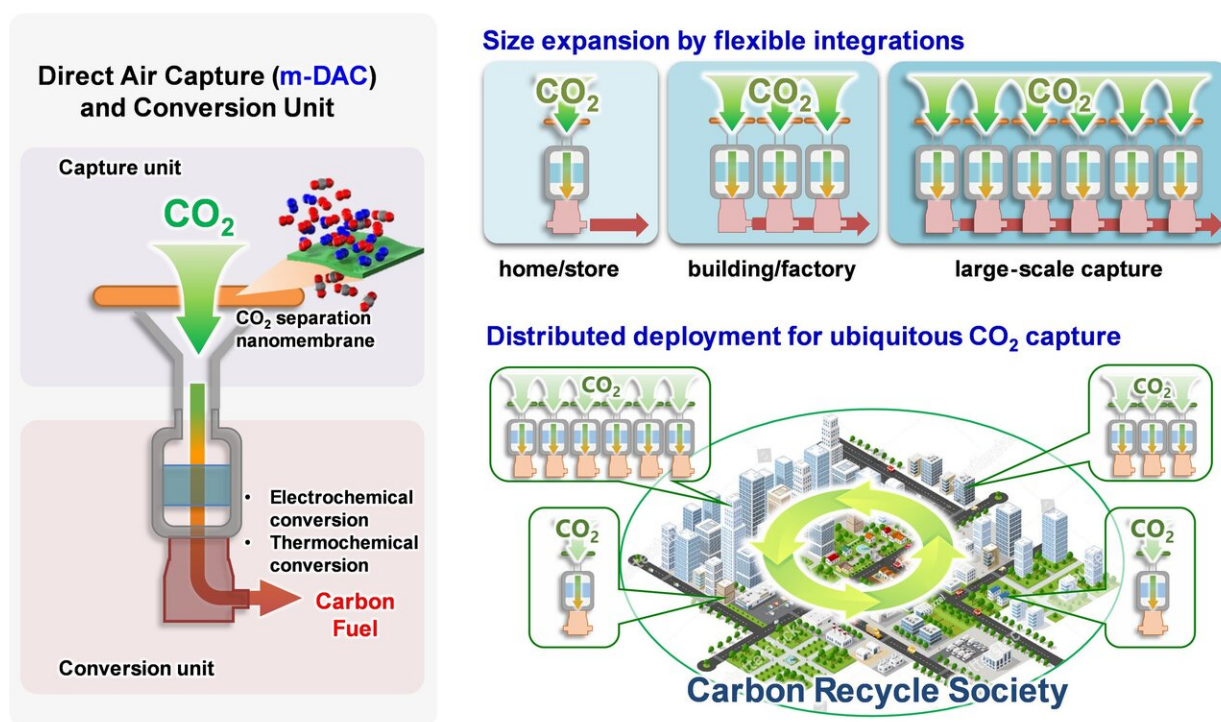 Direct Air Capture (m-DAC)
and Conversion Unit
Capture unit
CO₂
CO₂ separation
nanomembrane
• Electrochemical
conversion
• Thermochemical
conversion
Carbon
Fuel
Conversion unit
Size expansion by flexible integrations
CO₂
CO₂
CO₂
home/store
building/factory
large-scale capture
Distributed deployment for ubiquitous CO₂ capture
CO₂
CO₂
CO₂
CO₂
Carbon Recycle Society